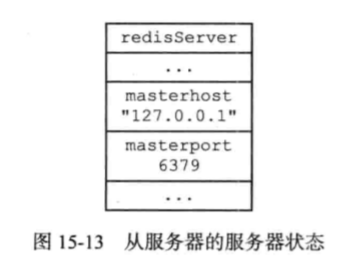 redisServer
...
masterhost
"127.0.0.1"
masterport
6379
...
图 15-13 从服务器的服务器状态